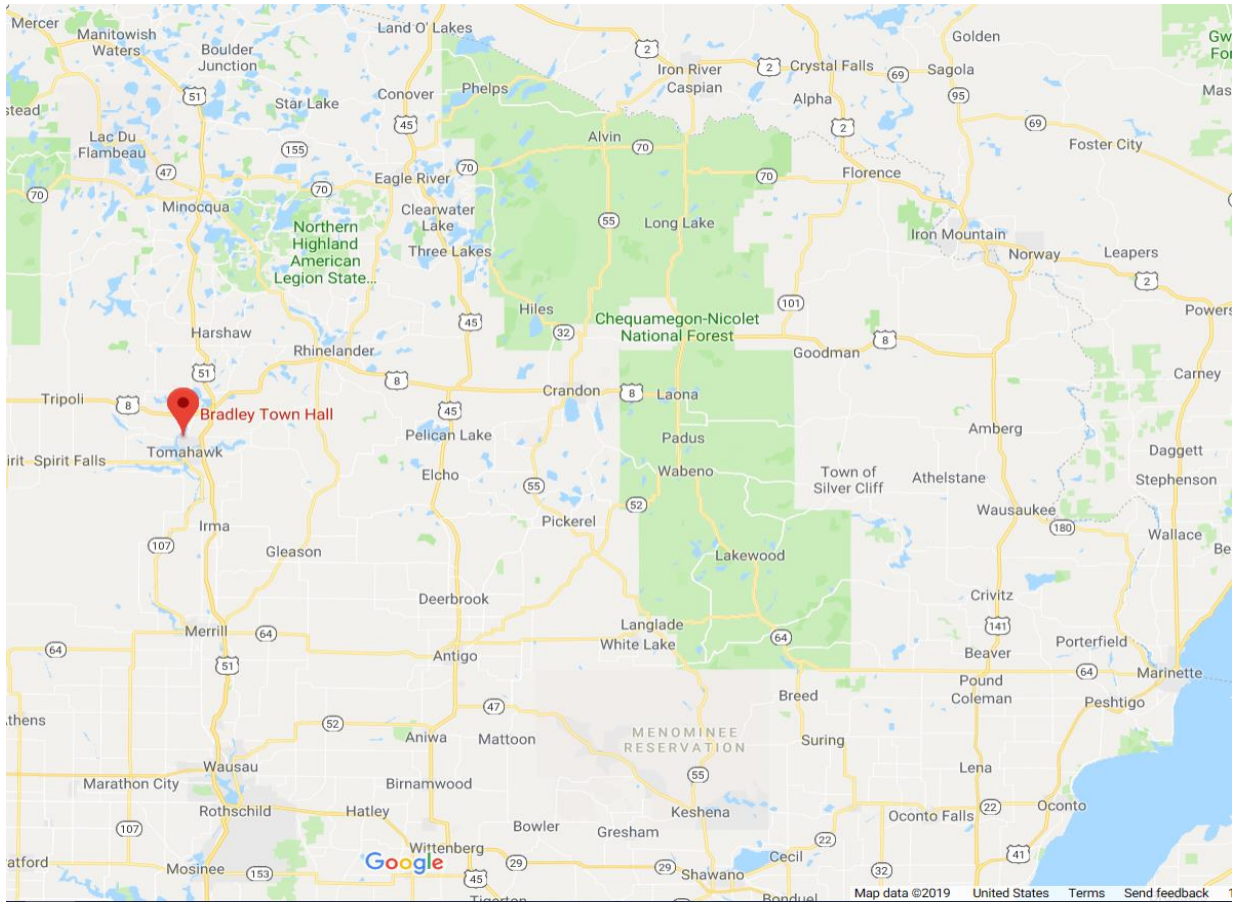 Mercer
Manitowish
Waters
Boulder
Junction
Land O' Lakes
2
Iron River
Caspian
2
Crystal Falls
69
Sagola
Golden
51
Star Lake
Conover
45
Phelps
Alpha
2
95
69
Foster City
Lac Du
Flambeau
47
155
70
Alvin
70
70
Florence
70
Minocqua
Eagle River
70
Clearwater
Lake
Three Lakes
55
Long Lake
Iron Mountain
Norway
Leapers
2
Northern
Highland
American
Legion State...
Hiles
32
45
101
Powers
Chequamegon-Nicolet
National Forest
Harshaw
Rhinelander
51
8
Goodman
8
Carney
Tripoli
8
Bradley Town Hall
Crandon
8
Laona
45
Pelican Lake
Padus
Amberg
Daggett
Spirit Falls
Tomahawk
Elcho
55
Wabeno
Town of
Silver Cliff
Athelstane
Stephenson
52
Pickerel
Wausaukee
180
Wallace
Irma
107
Gleason
Lakewood
Crivitz
Deerbrook
Langlade
White Lake
141
Merrill
64
64
51
Antigo
64
Beaver
Porterfield
64
Marinette
Breed
Pound
Coleman
Peshtigo
52
47
Aniwa
Mattoon
MENOMINEE
RESERVATION
Suring
Wausau
Marathon City
Birnamwood
55
Lena
Rothschild
Hatley
Keshena
22
Oconto
107
Bowler
Gresham
22
Oconto Falls
Wittenberg
Google
29
29
Cecil
41
Mosinee
153
45
Shawano
32
Tigerton
Bonduel
Map data ©2019 United States Terms Send feedback